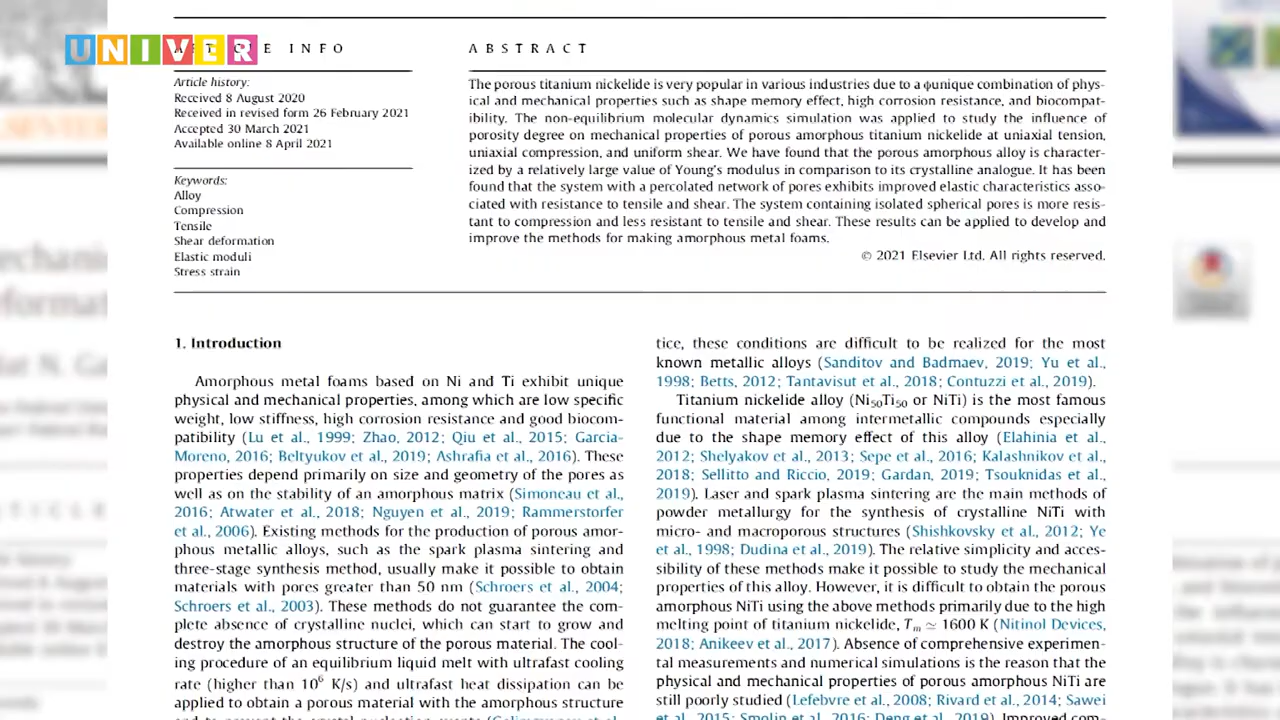 UNIVER
ARTICLE INFO
Article history:
Received 8 August 2020
Received in revised form 26 February 2021
Accepted 30 March 2021
Available online 8 April 2021
Keywords:
Alloy
Compression
Tensile
Shear deformation
Elastic moduli
Stress strain
ABSTRACT
The porous titanium nickelide is very popular in various industries due to a ϕunique combination of phys-
ical and mechanical properties such as shape memory effect, high corrosion resistance, and biocompat-
ibility. The non-equilibrium molecular dynamics simulation was applied to study the influence of
porosity degree on mechanical properties of porous amorphous titanium nickelide at uniaxial tension,
uniaxial compression, and uniform shear. We have found that the porous amorphous alloy is character-
ized by a relatively large value of Young's modulus in comparison to its crystalline analogue. It has been
found that the system with a percolated network of pores exhibits improved elastic characteristics asso-
ciated with resistance to tensile and shear. The system containing isolated spherical pores is more resis-
tant to compression and less resistant to tensile and shear. These results can be applied to develop and
improve the methods for making amorphous metal foams.
© 2021 Elsevier Ltd. All rights reserved.
1. Introduction
Amorphous metal foams based on Ni and Ti exhibit unique
physical and mechanical properties, among which are low specific
weight, low stiffness, high corrosion resistance and good biocom-
patibility (Lu et al., 1999; Zhao, 2012; Qiu et al., 2015; Garcia-
Moreno, 2016; Beltyukov et al., 2019; Ashrafia et al., 2016). These
properties depend primarily on size and geometry of the pores as
well as on the stability of an amorphous matrix (Simoneau et al.,
2016; Atwater et al., 2018; Nguyen et al., 2019; Rammerstorfer
et al., 2006). Existing methods for the production of porous amor-
phous metallic alloys, such as the spark plasma sintering and
three-stage synthesis method, usually make it possible to obtain
materials with pores greater than 50 nm (Schroers et al., 2004;
Schroers et al., 2003). These methods do not guarantee the com-
plete absence of crystalline nuclei, which can start to grow and
destroy the amorphous structure of the porous material. The cool-
ing procedure of an equilibrium liquid melt with ultrafast cooling
rate (higher than 10⁶ K/s) and ultrafast heat dissipation can be
applied to obtain a porous material with the amorphous structure
tice, these conditions are difficult to be realized for the most
known metallic alloys (Sanditov and Badmaev, 2019; Yu et al.,
1998; Betts, 2012; Tantavisut et al., 2018; Contuzzi et al., 2019).
Titanium nickelide alloy (Ni₅₀Ti₅₀ or NiTi) is the most famous
functional material among intermetallic compounds especially
due to the shape memory effect of this alloy (Elahinia et al.,
2012; Shelyakov et al., 2013; Sepe et al., 2016; Kalashnikov et al.,
2018; Sellitto and Riccio, 2019; Gardan, 2019; Tsouknidas et al.,
2019). Laser and spark plasma sintering are the main methods of
powder metallurgy for the synthesis of crystalline NiTi with
micro- and macroporous structures (Shishkovsky et al., 2012; Ye
et al., 1998; Dudina et al., 2019). The relative simplicity and acces-
sibility of these methods make it possible to study the mechanical
properties of this alloy. However, it is difficult to obtain the porous
amorphous NiTi using the above methods primarily due to the high
melting point of titanium nickelide, Tₘ ≃ 1600 K (Nitinol Devices,
2018; Anikeev et al., 2017). Absence of comprehensive experimen-
tal measurements and numerical simulations is the reason that the
physical and mechanical properties of porous amorphous NiTi are
still poorly studied (Lefebvre et al., 2008; Rivard et al., 2014; Sawei
et al., 2015; Smolin et al., 2016; Deng et al., 2019). Improved com-